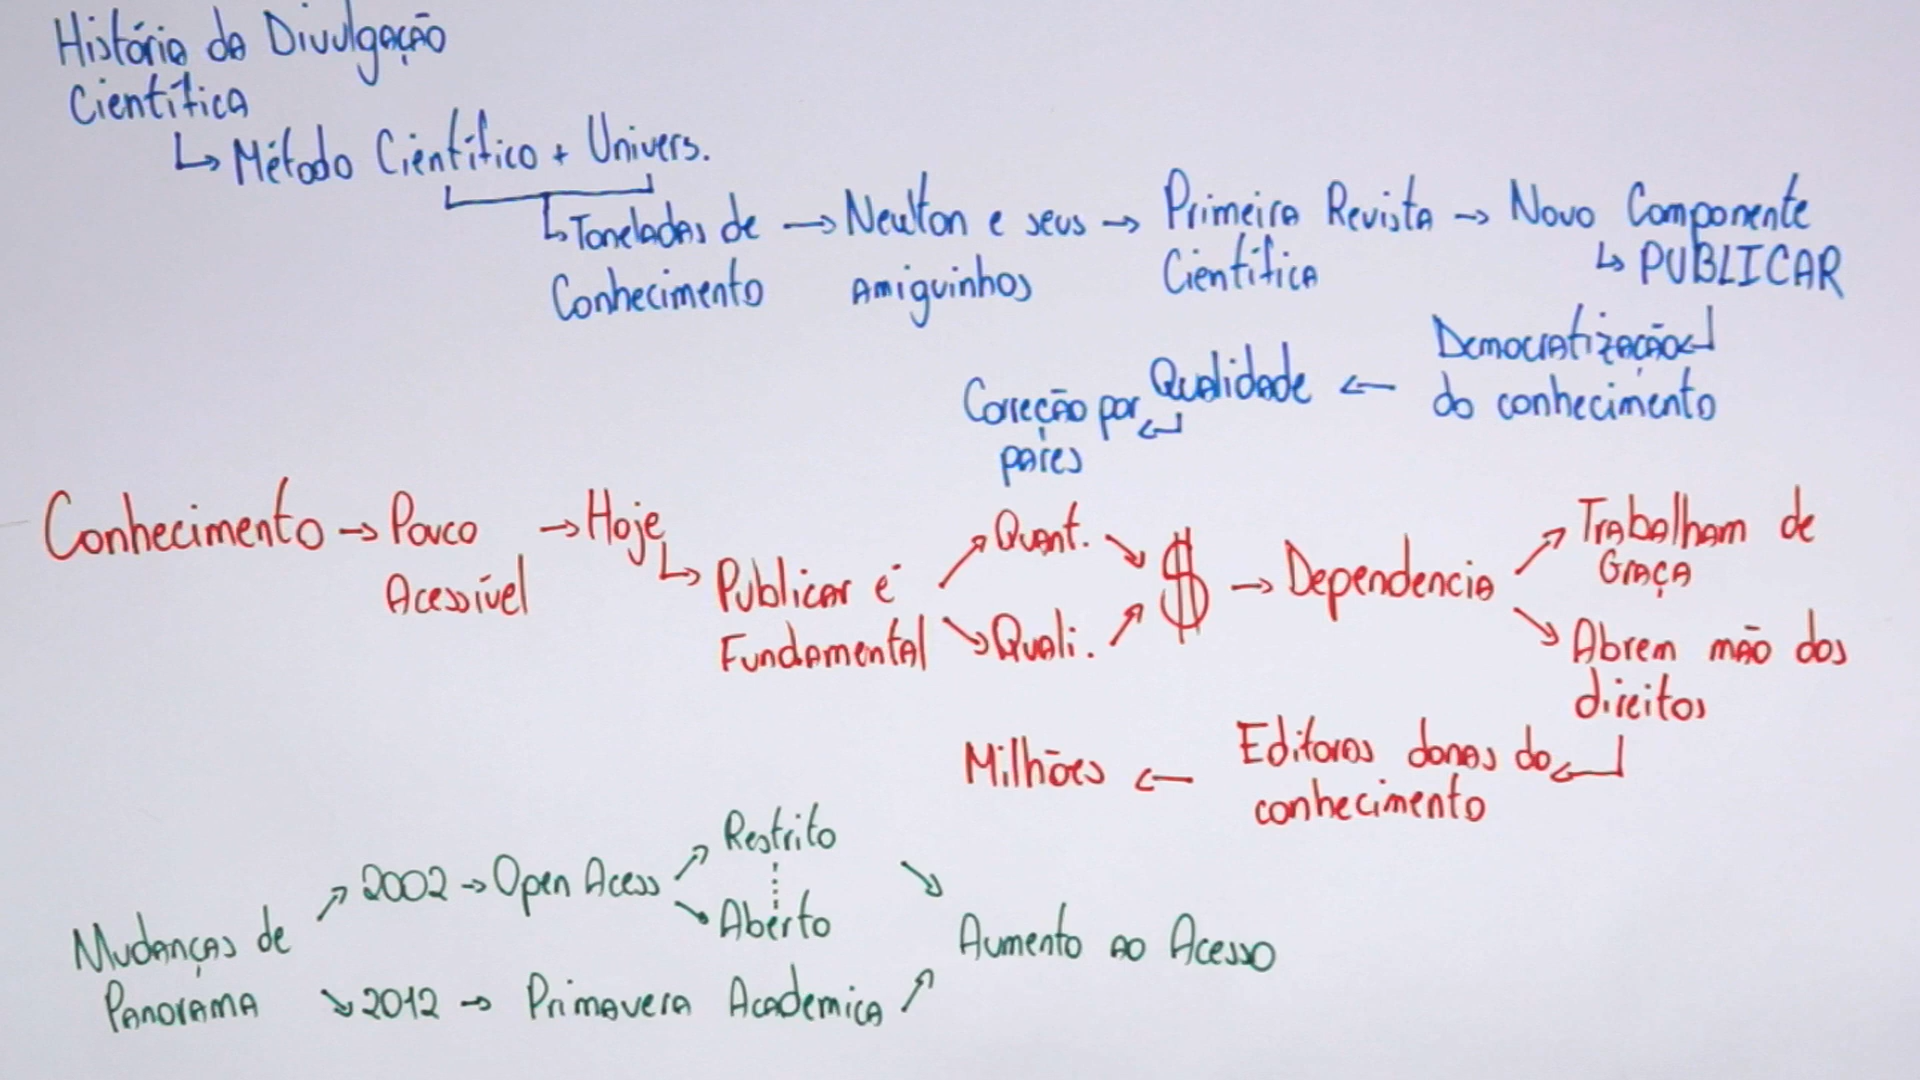 História da Divulgação
Científica
↳ Método Científico + Univers.
↳ Toneladas de → Newton e seus → Primeira Revista → Novo Componente
Conhecimento amiguinhos Científica ↳ PUBLICAR
Democratização
do conhecimento
← Qualidade
Correção por
pares
Conhecimento → Pouco → Hoje
Acessível
↳ Publicar é
Fundamental
↗ Quant. ↘
↘ Quali. ↗
$ → Dependencia
↗ Trabalham de
Graça
↘ Abrem mão dos
direitos
Editoras donas do
conhecimento
← Milhões
Mudanças de
Panorama
↗ 2002 → Open Acess
↗ Restrito
↘ Aberto
↘ 2012 → Primavera Academica
Aumento ao Acesso